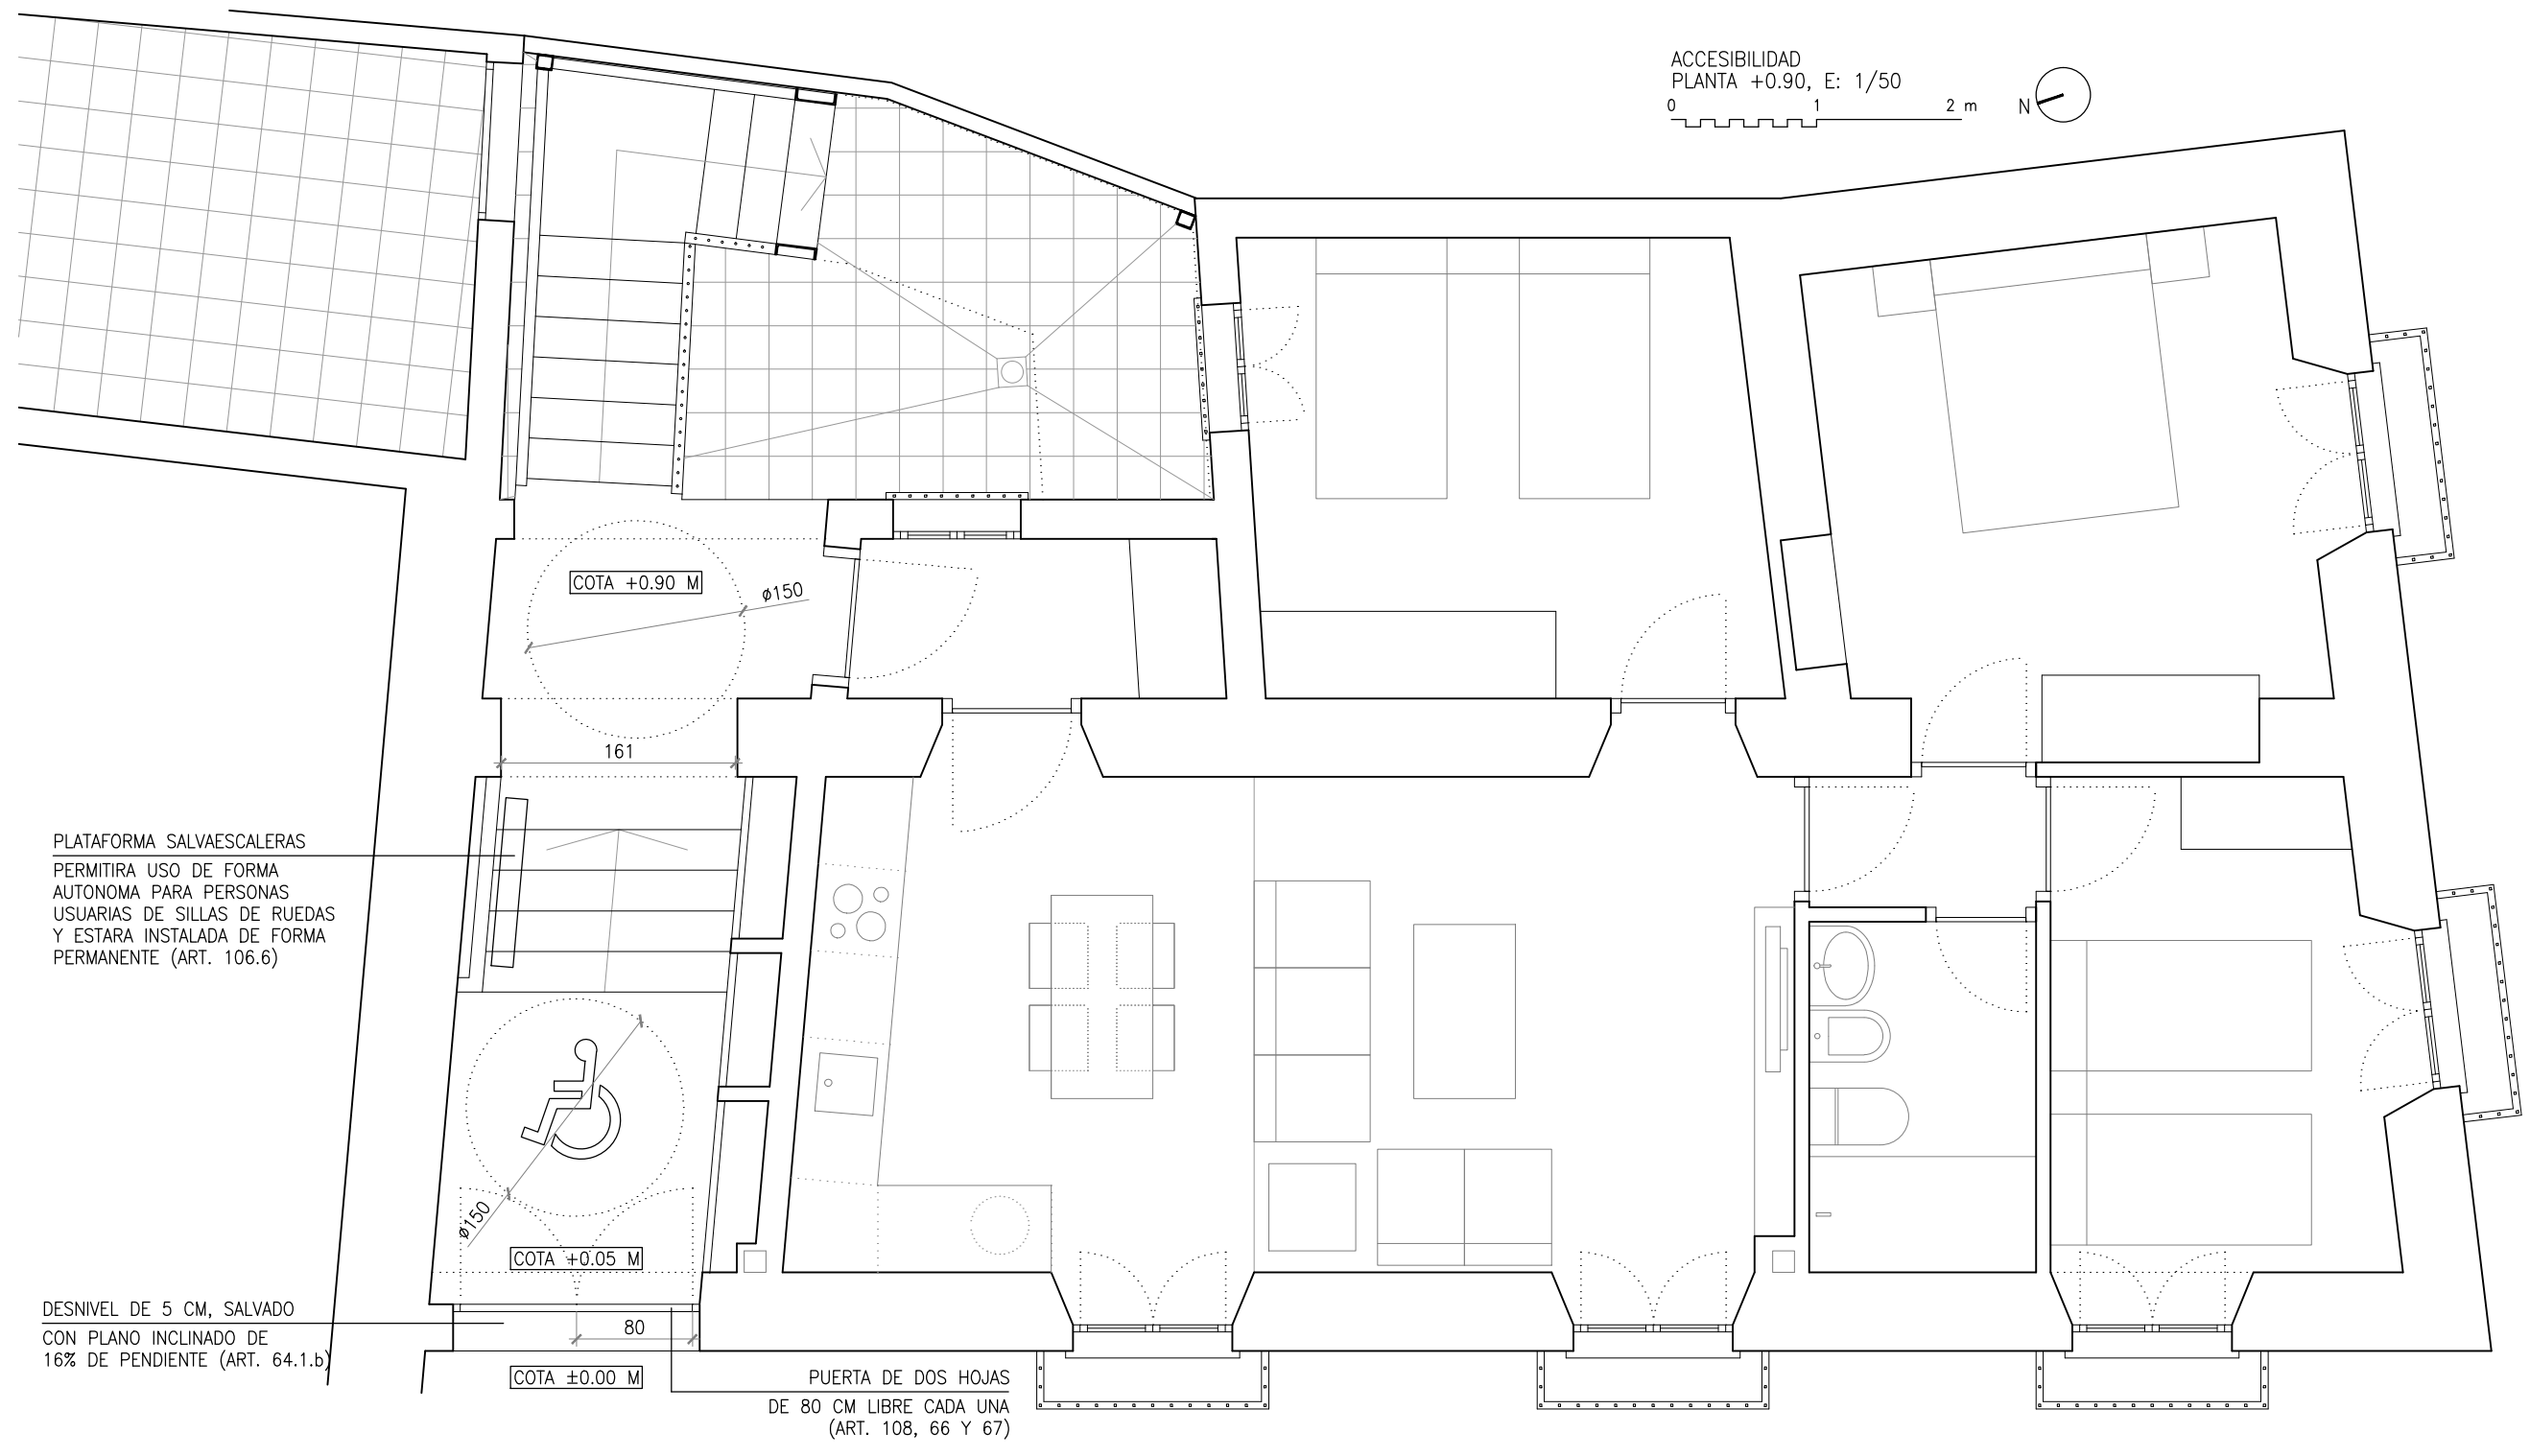 ACCESIBILIDAD
PLANTA +0.90, E: 1/50
0 1 2 m
N
COTA +0.90 M
ø150
161
PLATAFORMA SALVAESCALERAS
PERMITIRA USO DE FORMA
AUTONOMA PARA PERSONAS
USUARIAS DE SILLAS DE RUEDAS
Y ESTARA INSTALADA DE FORMA
PERMANENTE (ART. 106.6)
ø150
COTA +0.05 M
DESNIVEL DE 5 CM, SALVADO
CON PLANO INCLINADO DE
16% DE PENDIENTE (ART. 64.1.b)
80
COTA ±0.00 M
PUERTA DE DOS HOJAS
DE 80 CM LIBRE CADA UNA
(ART. 108, 66 Y 67)